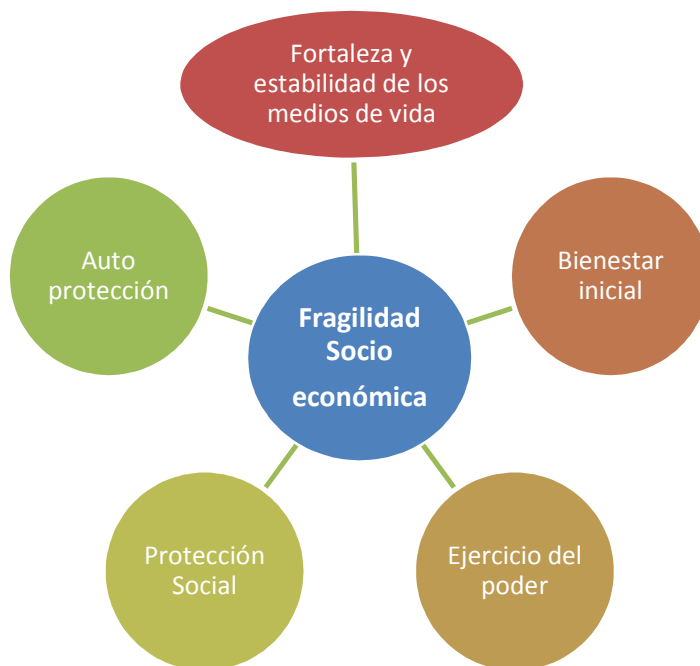 Fortaleza y
estabilidad de los
medios de vida
Auto
protección
Bienestar
inicial
Fragilidad
Socio
económica
Protección
Social
Ejercicio del
poder